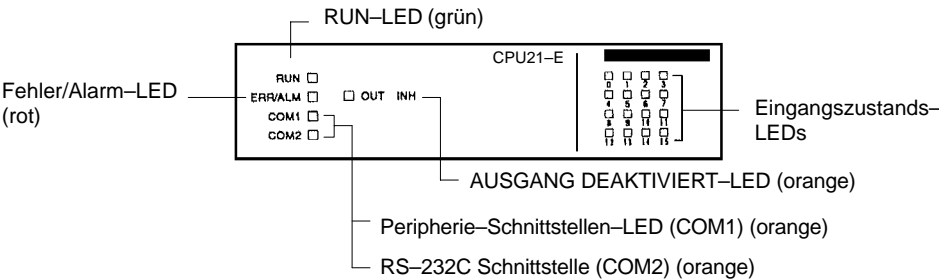 RUN–LED (grün)
CPU21–E
RUN
Fehler/Alarm–LED
(rot)
ERR/ALM
OUT INH
COM1
COM2
0 1 2 3
4 5 6 7
8 9 10 11
12 13 14 15
Eingangszustands–
LEDs
AUSGANG DEAKTIVIERT–LED (orange)
Peripherie–Schnittstellen–LED (COM1) (orange)
RS–232C Schnittstelle (COM2) (orange)